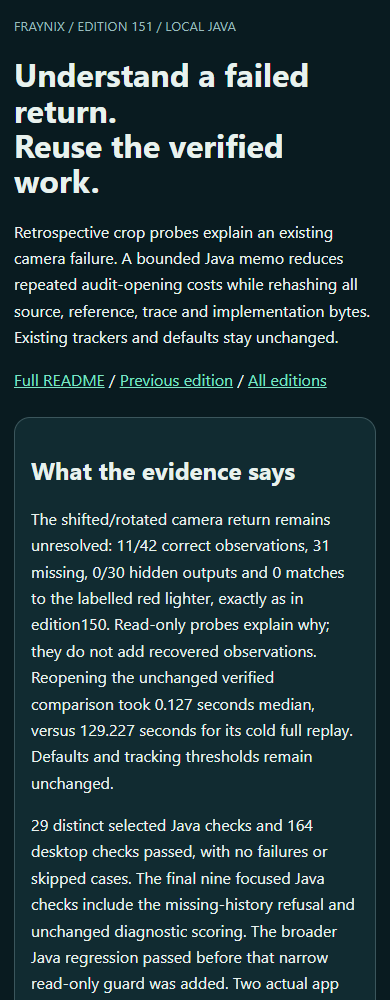 FRAYNIX / EDITION 151 / LOCAL JAVA
Understand a failed
return.
Reuse the verified
work.
Retrospective crop probes explain an existing
camera failure. A bounded Java memo reduces
repeated audit-opening costs while rehashing all
source, reference, trace and implementation bytes.
Existing trackers and defaults stay unchanged.
Full README / Previous edition / All editions
What the evidence says
The shifted/rotated camera return remains
unresolved: 11/42 correct observations, 31
missing, 0/30 hidden outputs and 0 matches
to the labelled red lighter, exactly as in
edition150. Read-only probes explain why;
they do not add recovered observations.
Reopening the unchanged verified
comparison took 0.127 seconds median,
versus 129.227 seconds for its cold full replay.
Defaults and tracking thresholds remain
unchanged.
29 distinct selected Java checks and 164
desktop checks passed, with no failures or
skipped cases. The final nine focused Java
checks include the missing-history refusal and
unchanged diagnostic scoring. The broader
Java regression passed before that narrow
read-only guard was added. Two actual app